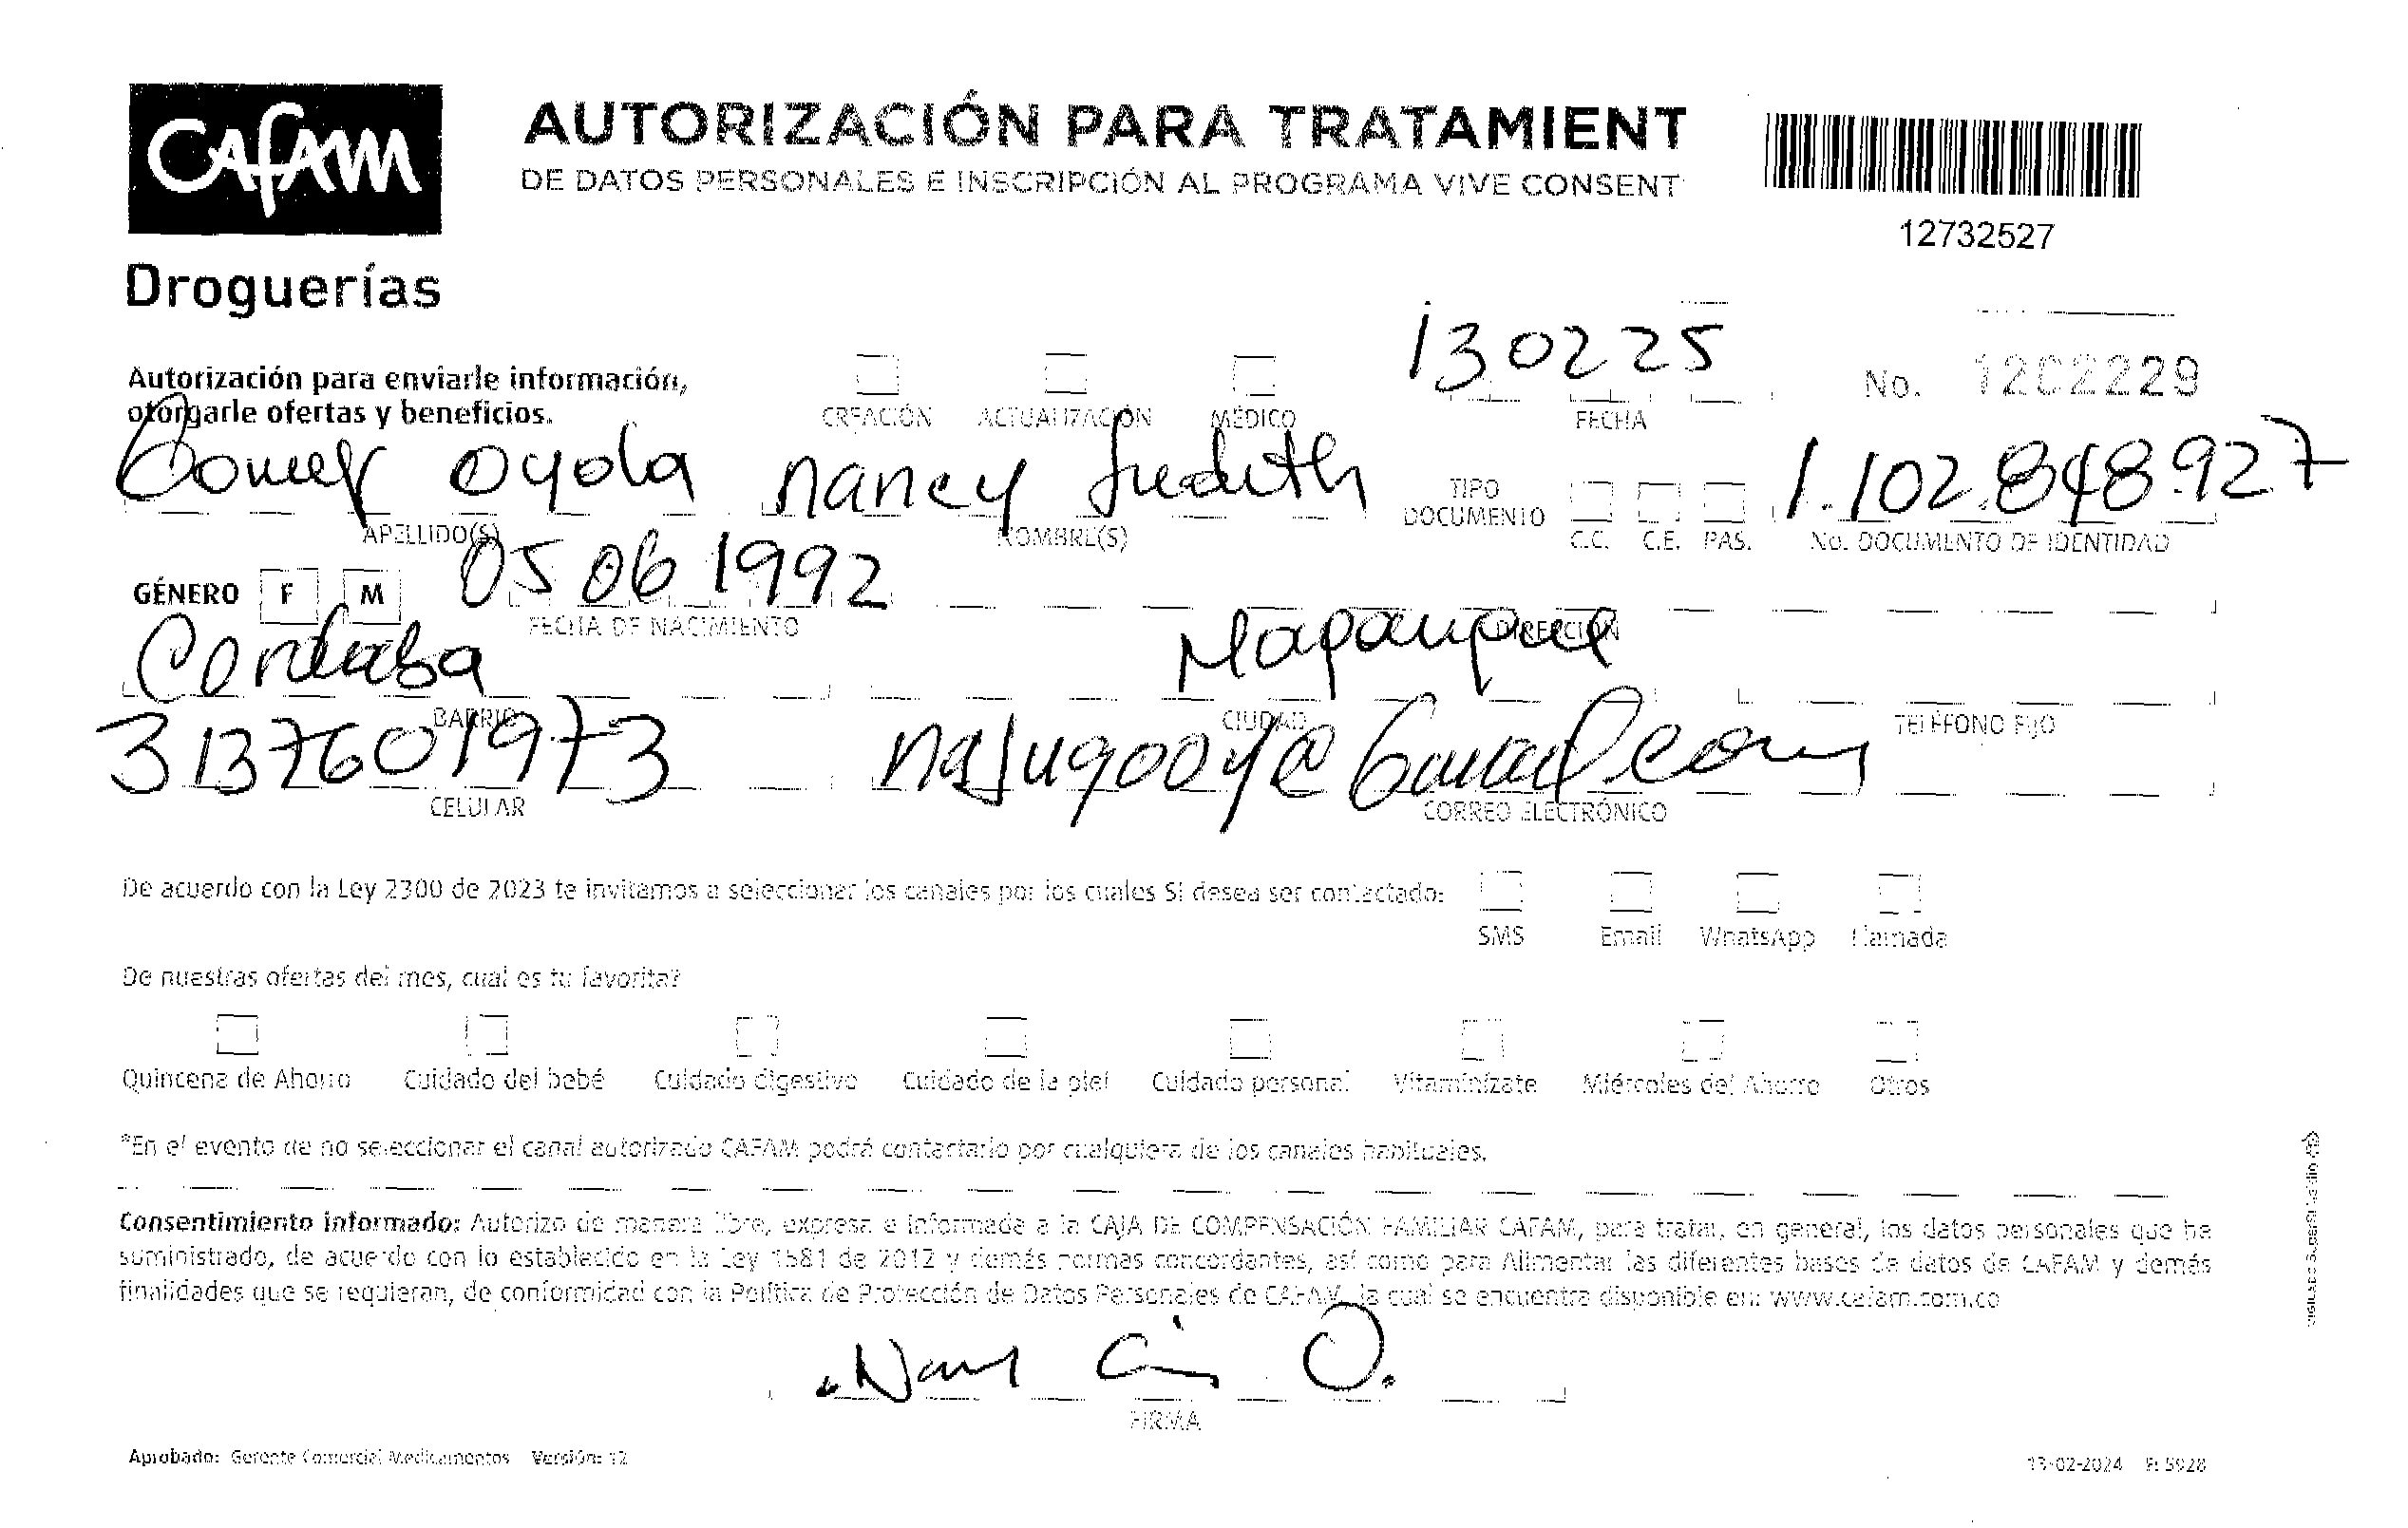 CAFAM
Droguerías
AUTORIZACIÓN PARA TRATAMIENT
DE DATOS PERSONALES E INSCRIPCIÓN AL PROGRAMA VIVE CONSENT
12732527
Autorización para enviarle información,
otorgarle ofertas y beneficios.
CREACIÓN ACTUALIZACIÓN MÉDICO
130225
FECHA
No. 1202229
oyola nancy Judith
APELLIDO(S) NOMBRE(S)
TIPO
DOCUMENTO
C.C. C.E. PAS.
1.102.848.927
No. DOCUMENTO DE IDENTIDAD
GÉNERO F M
05 06 1992
FECHA DE NACIMIENTO
DIRECCIÓN
Cordoba Magangue
BARRIO CIUDAD TELÉFONO FIJO
3137601973
CELULAR CORREO ELECTRÓNICO
De acuerdo con la Ley 2300 de 2023 te invitamos a seleccionar los canales por los cuales SI desea ser contactado:
SMS Email WhatsApp Llamada
De nuestras ofertas del mes, cual es tu favorita?
Quincena de Ahorro Cuidado del bebé Cuidado digestivo Cuidado de la piel Cuidado personal Vitaminízate Miércoles del Ahorro Otros
*En el evento de no seleccionar el canal autorizado CAFAM podrá contactarlo por cualquiera de los canales habituales.
Consentimiento informado: Autorizo de manera libre, expresa e informada a la CAJA DE COMPENSACIÓN FAMILIAR CAFAM, para tratar, en general, los datos personales que he
suministrado, de acuerdo con lo establecido en la Ley 1581 de 2012 y demás normas concordantes, así como para Alimentar las diferentes bases de datos de CAFAM y demás
finalidades que se requieran, de conformidad con la Política de Protección de Datos Personales de CAFAM, la cual se encuentra disponible en: www.cafam.com.co
FIRMA
Aprobado: Gerente Comercial Medicamentos Versión: 12
13-02-2024 F: 5928